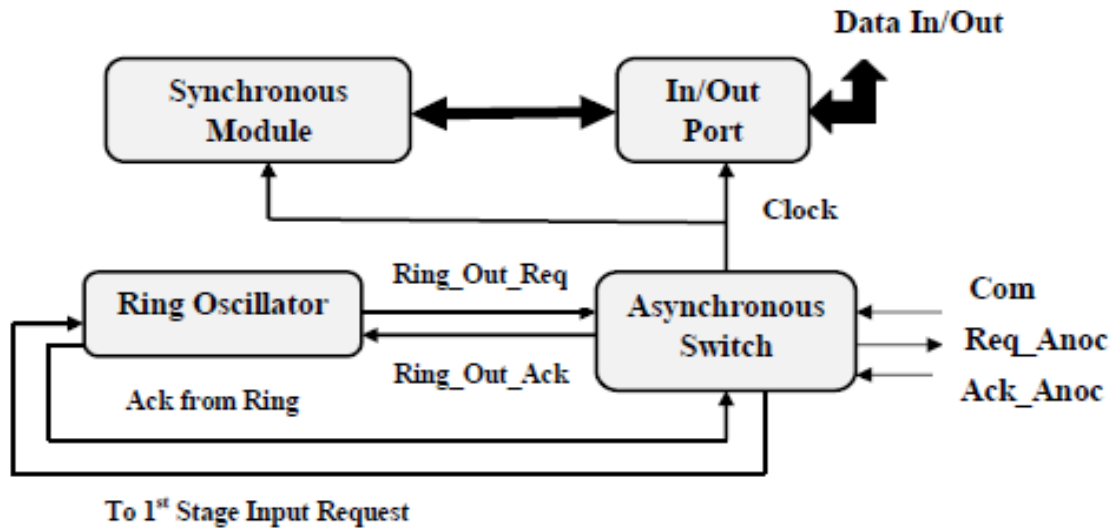 Data In/Out
Synchronous
Module
In/Out
Port
Clock
Ring_Out_Req
Ring Oscillator
Asynchronous
Switch
Com
Req_Anoc
Ring_Out_Ack
Ack_Anoc
Ack from Ring
To 1st Stage Input Request